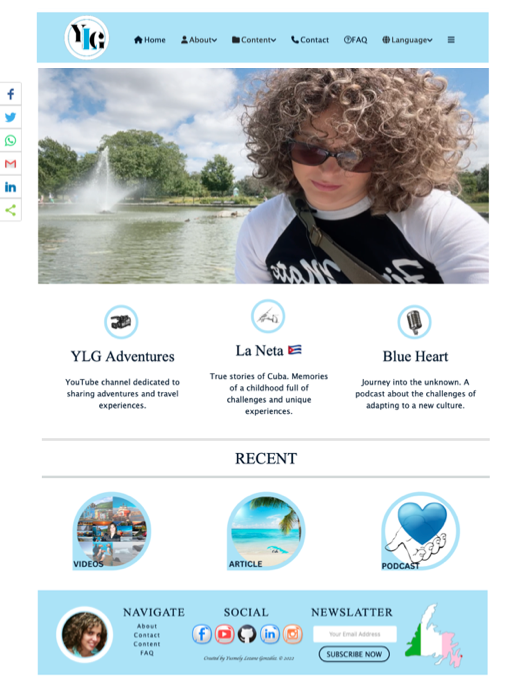 YLG
Home About Content Contact FAQ Language
YLG Adventures
YouTube channel dedicated to
sharing adventures and travel
experiences.
La Neta
True stories of Cuba. Memories
of a childhood full of
challenges and unique
experiences.
Blue Heart
Journey into the unknown. A
podcast about the challenges of
adapting to a new culture.
RECENT
VIDEOS
ARTICLE
PODCAST
NAVIGATE
About
Contact
Content
FAQ
SOCIAL
Created by Yusmely Lozano González © 2022
NEWSLATTER
Your Email Address
SUBSCRIBE NOW